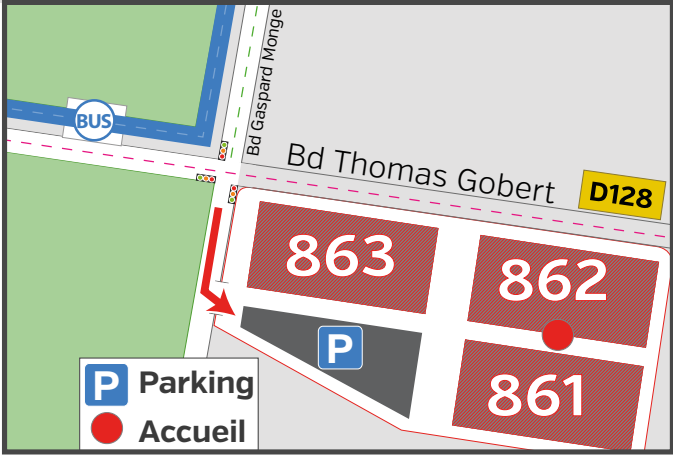 BUS
Bd Gaspard Monge
Bd Thomas Gobert
D128
863
862
P
861
P Parking
Accueil